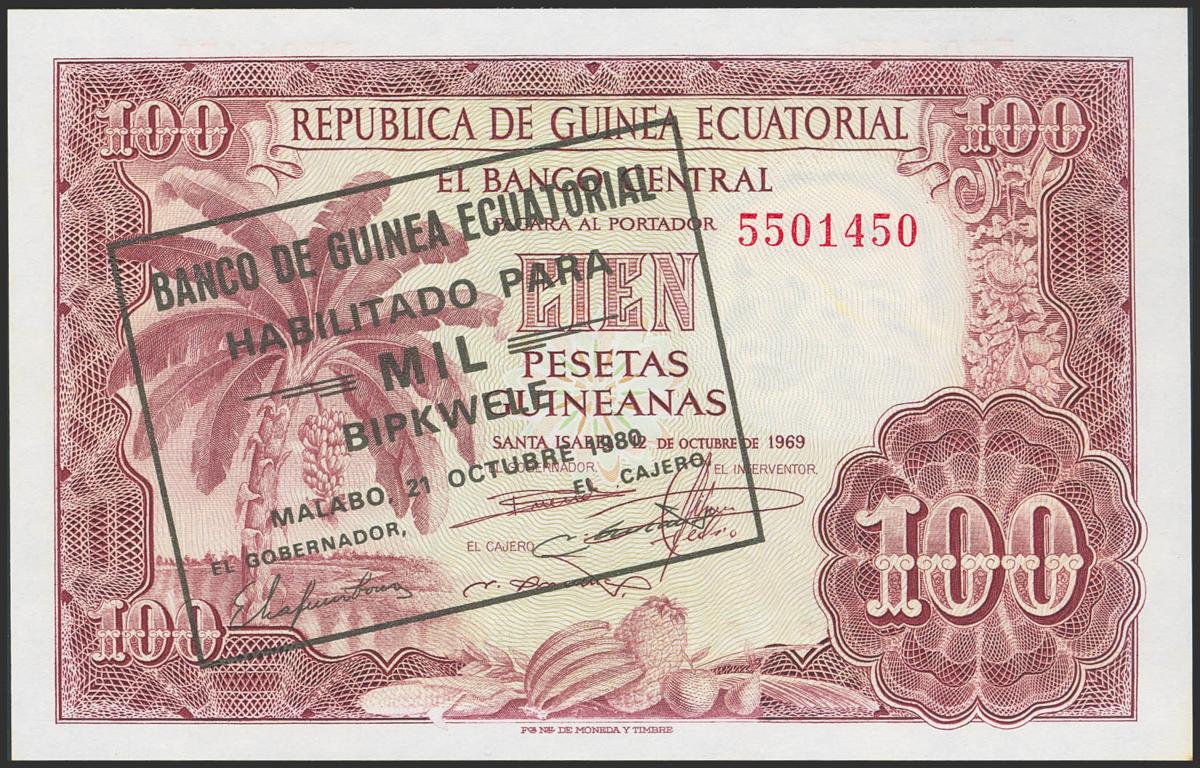 100 100
REPUBLICA DE GUINEA ECUATORIAL
EL BANCO CENTRAL
PAGARA AL PORTADOR
5501450
CIEN
PESETAS
GUINEANAS
SANTA ISABEL, 12 DE OCTUBRE DE 1969
EL GOBERNADOR.
EL INTERVENTOR.
EL CAJERO
100
100
Fca Nal DE MONEDA Y TIMBRE
BANCO DE GUINEA ECUATORIAL
HABILITADO PARA
MIL
BIPKWELE
MALABO, 21 OCTUBRE 1980
EL GOBERNADOR,
EL CAJERO